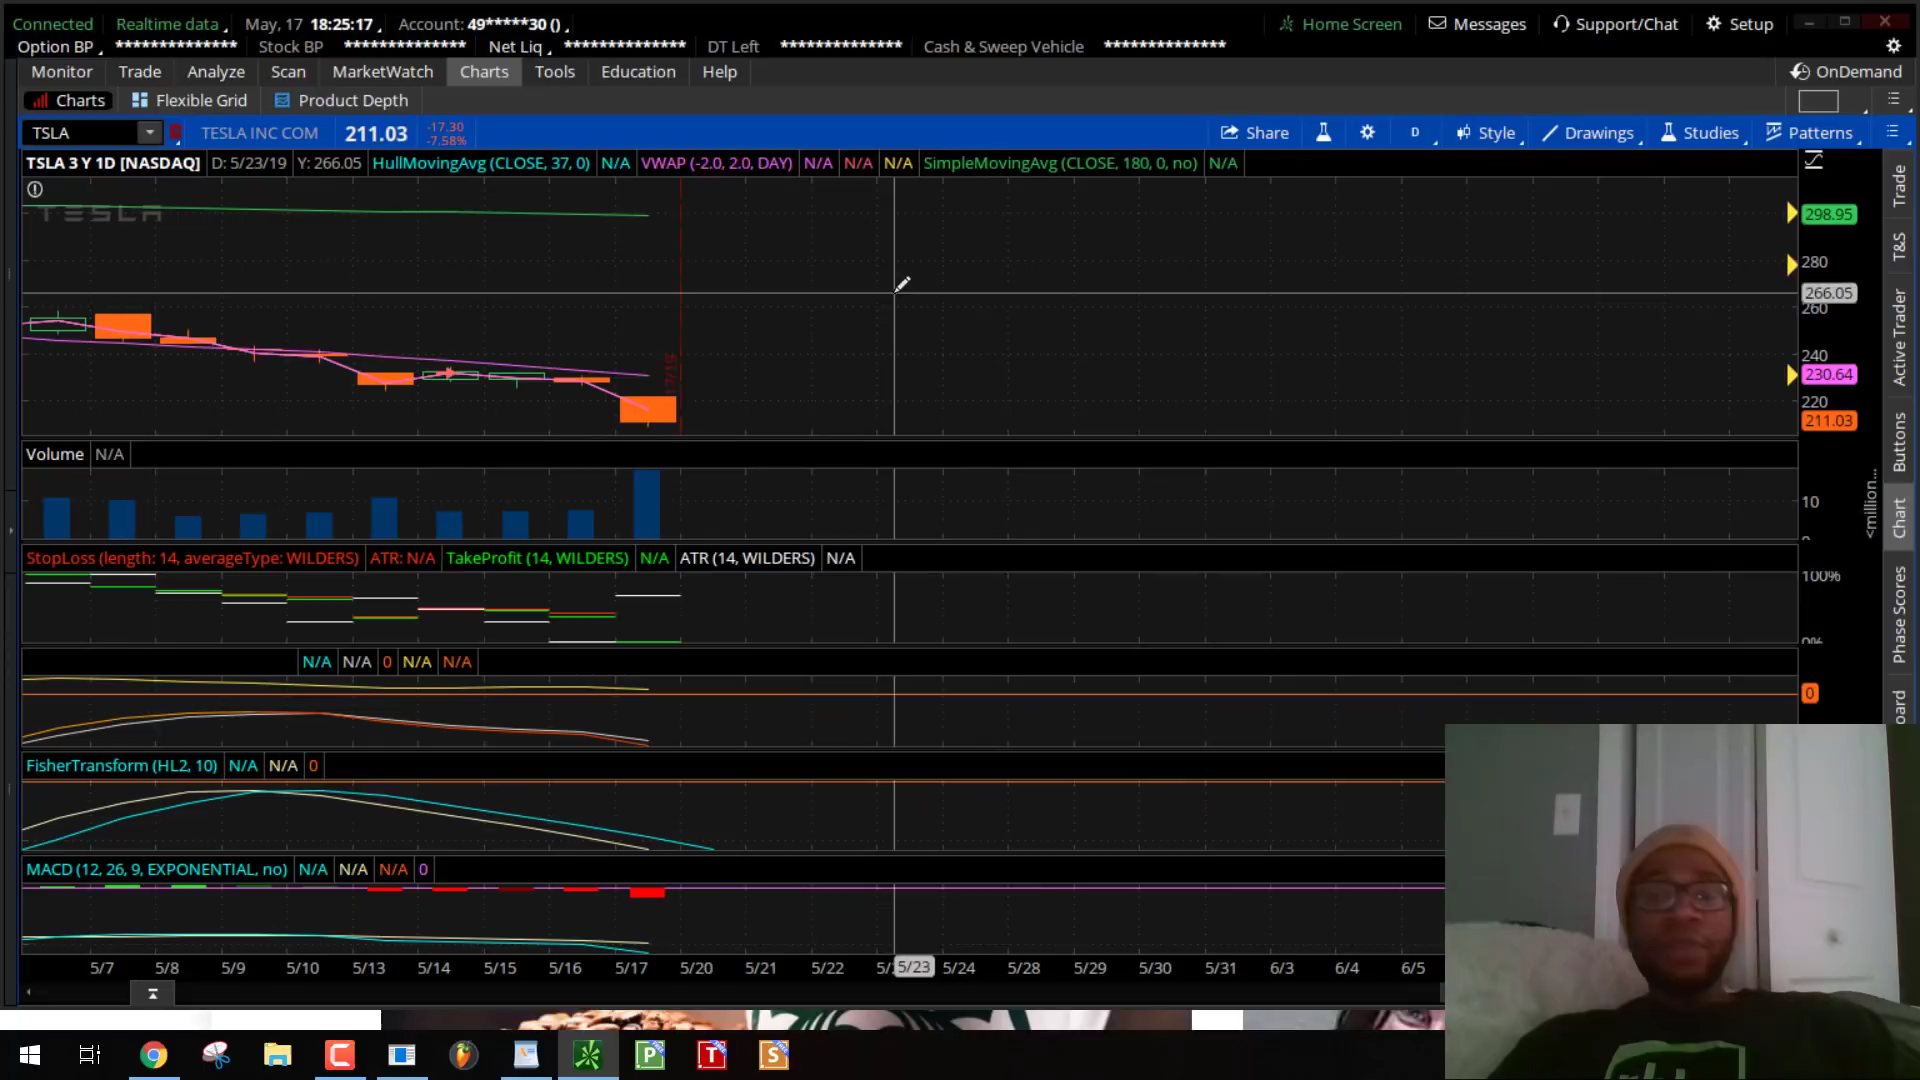 Connected Realtime data May, 17 18:25:17 Account: 49*****30 () Home Screen Messages Support/Chat Setup
Option BP ************** Stock BP ************** Net Liq ************** DT Left ************** Cash & Sweep Vehicle **************
Monitor Trade Analyze Scan MarketWatch Charts Tools Education Help OnDemand
Charts Flexible Grid Product Depth
TSLA TESLA INC COM 211.03 -17.30 -7.58% Share D Style Drawings Studies Patterns
TSLA 3 Y 1D [NASDAQ] D: 5/23/19 Y: 266.05 HullMovingAvg (CLOSE, 37, 0) N/A VWAP (-2.0, 2.0, DAY) N/A N/A N/A SimpleMovingAvg (CLOSE, 180, 0, no) N/A
TESLA
298.95
280
266.05
260
240
230.64
220
211.03
Volume N/A
10
<million...
StopLoss (length: 14, averageType: WILDERS) ATR: N/A TakeProfit (14, WILDERS) N/A ATR (14, WILDERS) N/A
100%
0%
N/A N/A 0 N/A N/A
0
FisherTransform (HL2, 10) N/A N/A 0
MACD (12, 26, 9, EXPONENTIAL, no) N/A N/A N/A 0
5/7 5/8 5/9 5/10 5/13 5/14 5/15 5/16 5/17 5/20 5/21 5/22 5/23 5/24 5/28 5/29 5/30 5/31 6/3 6/4 6/5
Trade
T&S
Active Trader
Buttons
Chart
Phase Scores
P T S